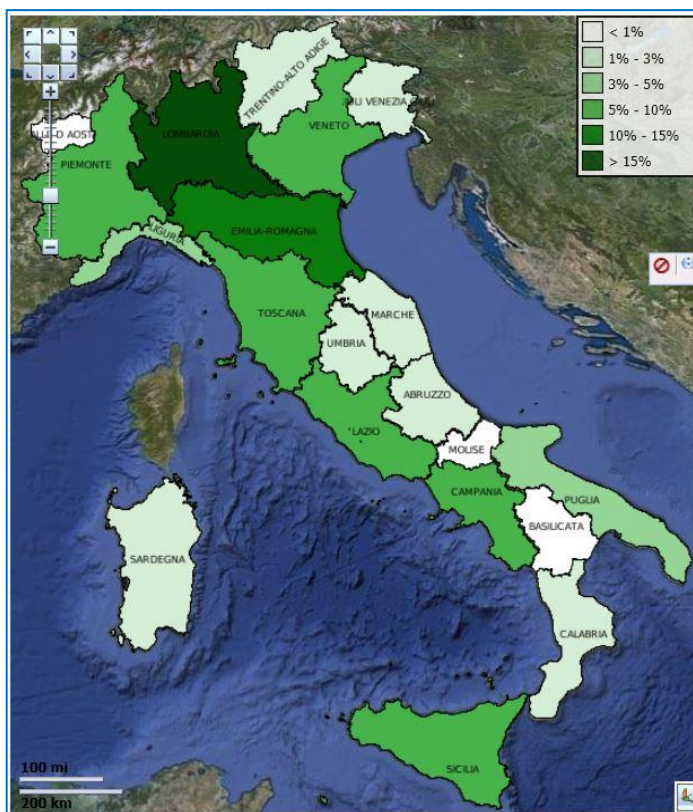 < 1%
1% - 3%
3% - 5%
5% - 10%
10% - 15%
> 15%
TRENTINO-ALTO ADIGE
LOMBARDIA
VENETO
PIEMONTE
EMILIA-ROMAGNA
LIGURIA
TOSCANA
MARCHE
UMBRIA
ABRUZZO
LAZIO
MOLISE
CAMPANIA
PUGLIA
BASILICATA
SARDEGNA
CALABRIA
SICILIA
100 mi
200 km